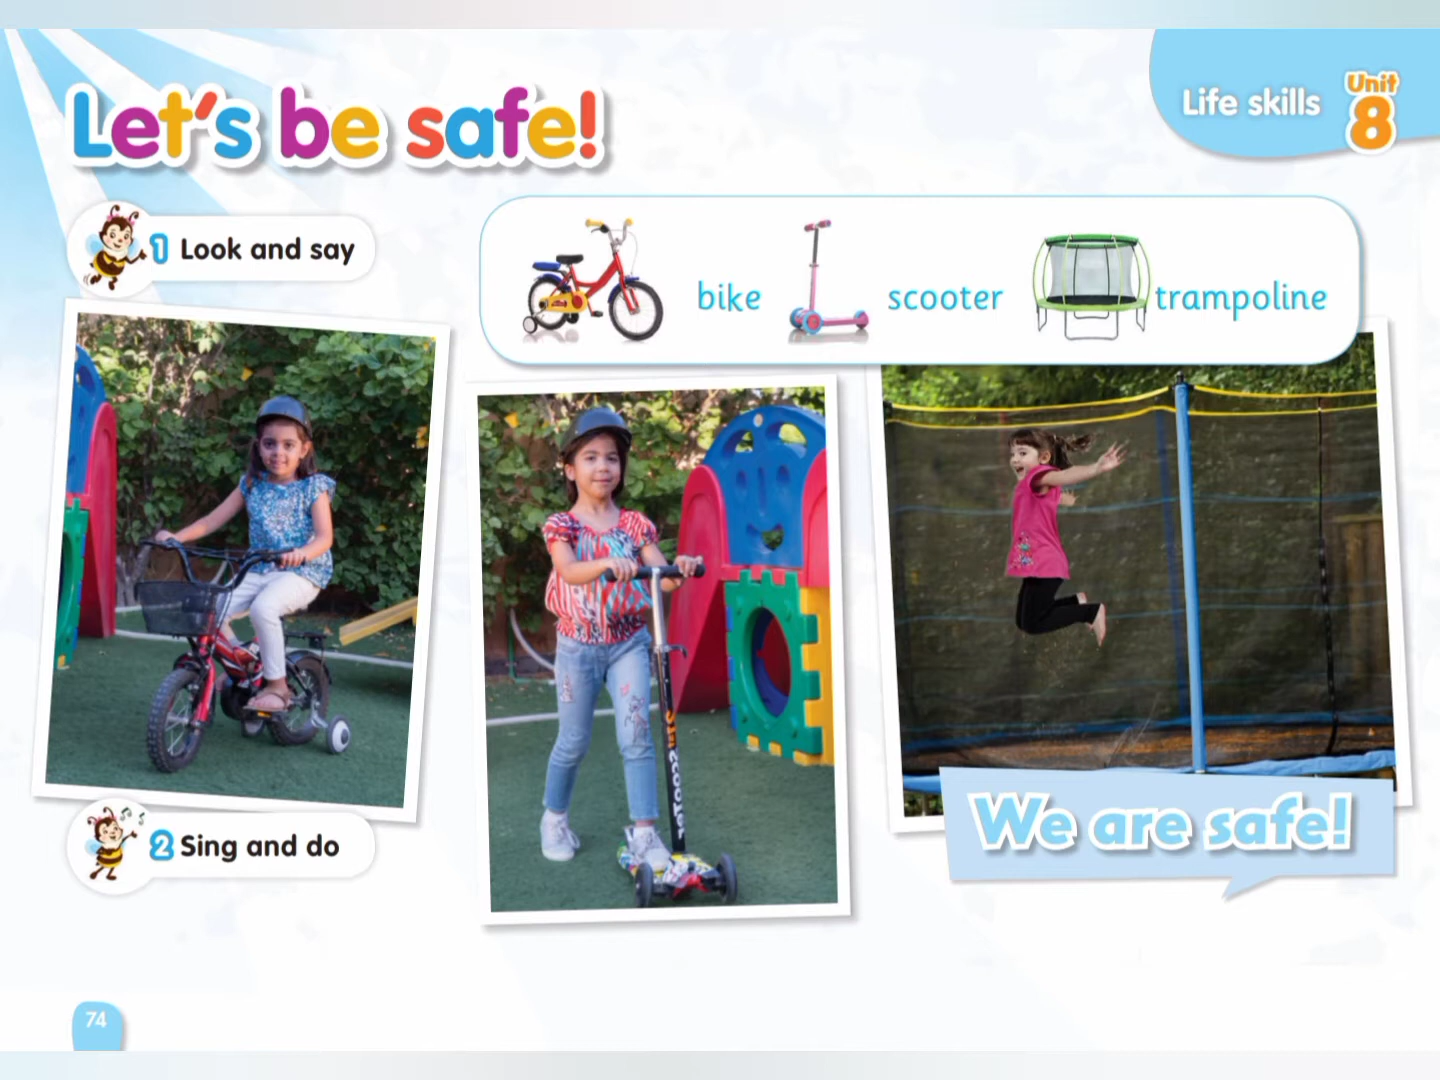 Let's be safe!
Life skills
Unit
8
1 Look and say
bike
scooter
trampoline
scooter
We are safe!
2 Sing and do
74